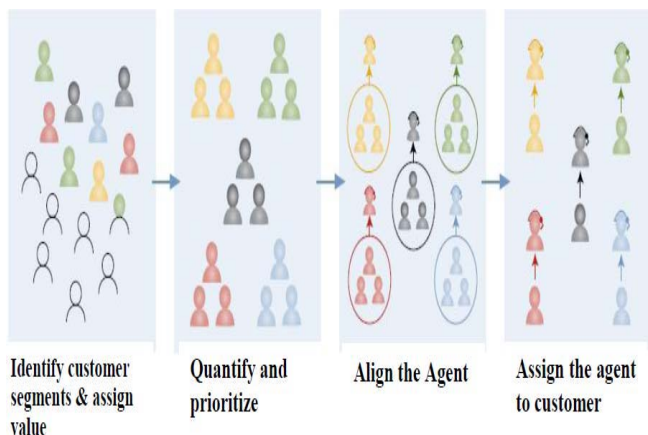 Identify customer
segments & assign
value
Quantify and
prioritize
Align the Agent
Assign the agent
to customer